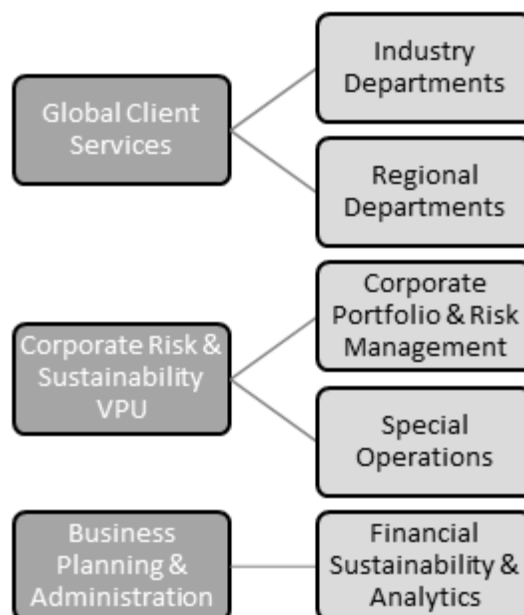 Industry
Departments
Global Client
Services
Regional
Departments
Corporate
Portfolio & Risk
Management
Corporate Risk &
Sustainability
VPU
Special
Operations
Business
Planning &
Administration
Financial
Sustainability &
Analytics